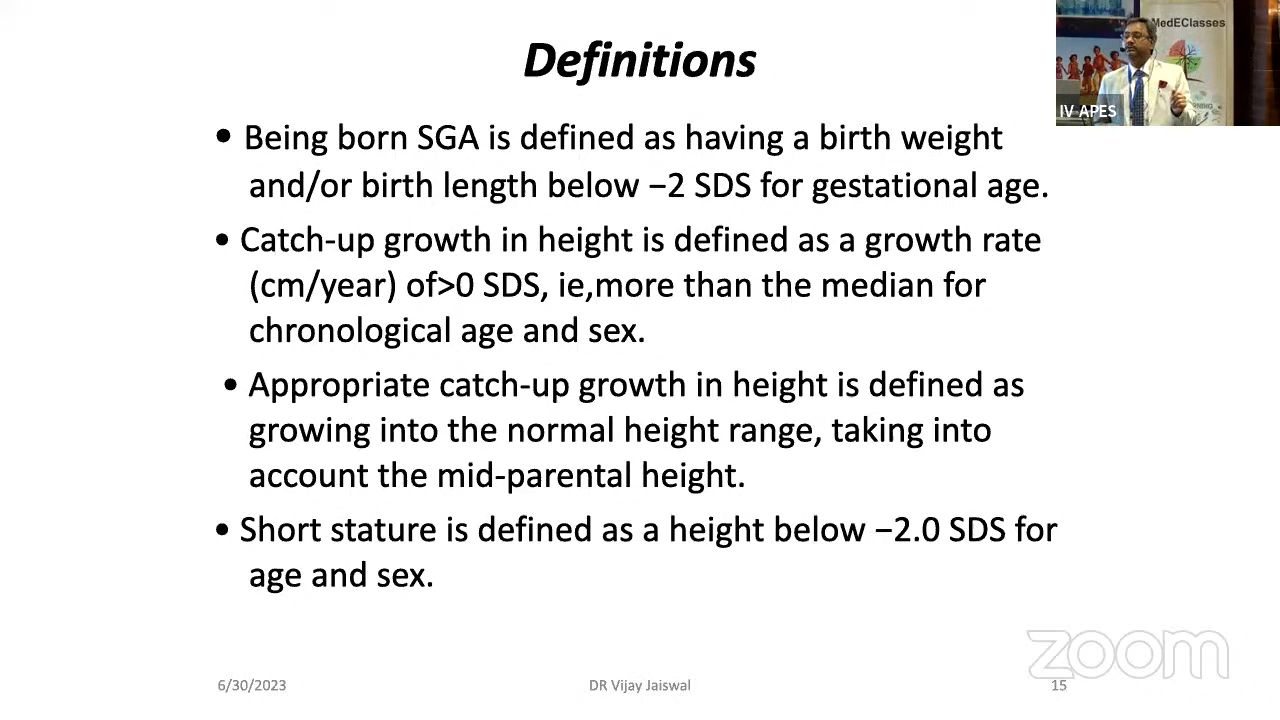 Definitions
MedEClasses
IV APES
• Being born SGA is defined as having a birth weight
and/or birth length below −2 SDS for gestational age.
• Catch-up growth in height is defined as a growth rate
(cm/year) of>0 SDS, ie,more than the median for
chronological age and sex.
• Appropriate catch-up growth in height is defined as
growing into the normal height range, taking into
account the mid-parental height.
• Short stature is defined as a height below −2.0 SDS for
age and sex.
zoom
6/30/2023
DR Vijay Jaiswal
15